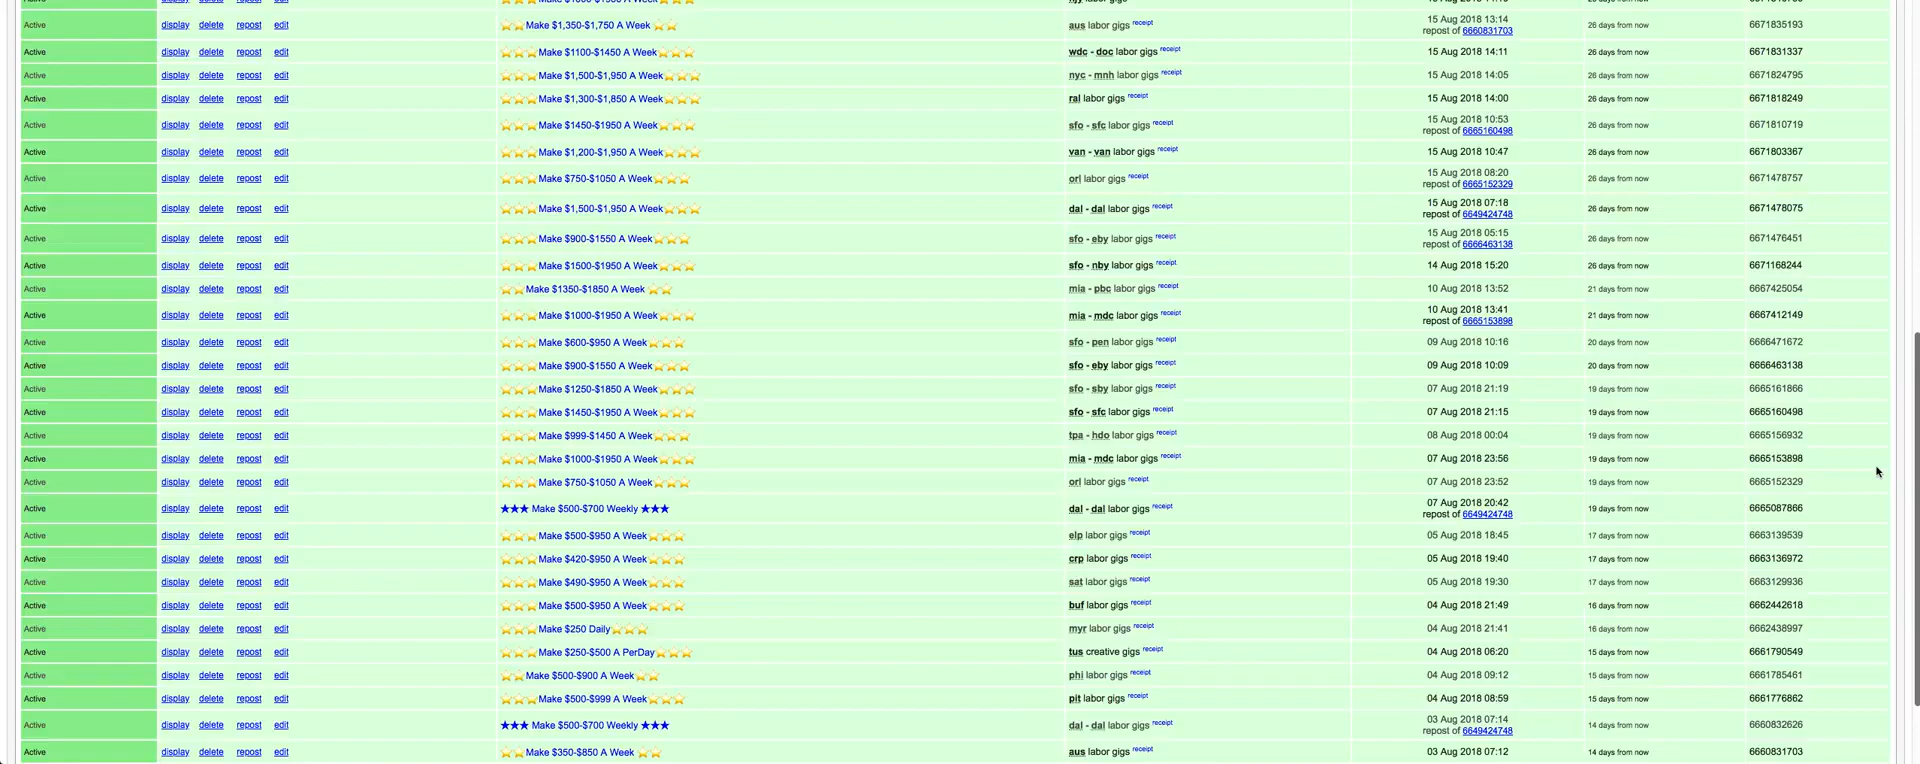 Active display delete repost edit ⭐⭐Make $1,350-$1,750 A Week ⭐⭐ aus labor gigs receipt 15 Aug 2018 13:14 repost of 6660831703 26 days from now 6671835193
Active display delete repost edit ⭐⭐⭐Make $1100-$1450 A Week⭐⭐⭐ wdc - doc labor gigs receipt 15 Aug 2018 14:11 26 days from now 6671831337
Active display delete repost edit ⭐⭐⭐Make $1,500-$1,950 A Week⭐⭐⭐ nyc - mnh labor gigs receipt 15 Aug 2018 14:05 26 days from now 6671824795
Active display delete repost edit ⭐⭐⭐Make $1,300-$1,850 A Week⭐⭐⭐ ral labor gigs receipt 15 Aug 2018 14:00 26 days from now 6671818249
Active display delete repost edit ⭐⭐⭐Make $1450-$1950 A Week⭐⭐⭐ sfo - sfc labor gigs receipt 15 Aug 2018 10:53 repost of 6665160498 26 days from now 6671810719
Active display delete repost edit ⭐⭐⭐Make $1,200-$1,950 A Week⭐⭐⭐ van - van labor gigs receipt 15 Aug 2018 10:47 26 days from now 6671803367
Active display delete repost edit ⭐⭐⭐Make $750-$1050 A Week⭐⭐⭐ orl labor gigs receipt 15 Aug 2018 08:20 repost of 6665152329 26 days from now 6671478757
Active display delete repost edit ⭐⭐⭐Make $1,500-$1,950 A Week⭐⭐⭐ dal - dal labor gigs receipt 15 Aug 2018 07:18 repost of 6649424748 26 days from now 6671478075
Active display delete repost edit ⭐⭐⭐Make $900-$1550 A Week⭐⭐⭐ sfo - eby labor gigs receipt 15 Aug 2018 05:15 repost of 6666463138 26 days from now 6671476451
Active display delete repost edit ⭐⭐⭐Make $1500-$1950 A Week⭐⭐⭐ sfo - nby labor gigs receipt 14 Aug 2018 15:20 26 days from now 6671168244
Active display delete repost edit ⭐⭐Make $1350-$1850 A Week ⭐⭐ mia - pbc labor gigs receipt 10 Aug 2018 13:52 21 days from now 6667425054
Active display delete repost edit ⭐⭐⭐Make $1000-$1950 A Week⭐⭐⭐ mia - mdc labor gigs receipt 10 Aug 2018 13:41 repost of 6665153898 21 days from now 6667412149
Active display delete repost edit ⭐⭐⭐Make $600-$950 A Week⭐⭐⭐ sfo - pen labor gigs receipt 09 Aug 2018 10:16 20 days from now 6666471672
Active display delete repost edit ⭐⭐⭐Make $900-$1550 A Week⭐⭐⭐ sfo - eby labor gigs receipt 09 Aug 2018 10:09 20 days from now 6666463138
Active display delete repost edit ⭐⭐⭐Make $1250-$1850 A Week⭐⭐⭐ sfo - sby labor gigs receipt 07 Aug 2018 21:19 19 days from now 6665161866
Active display delete repost edit ⭐⭐⭐Make $1450-$1950 A Week⭐⭐⭐ sfo - sfc labor gigs receipt 07 Aug 2018 21:15 19 days from now 6665160498
Active display delete repost edit ⭐⭐⭐Make $999-$1450 A Week⭐⭐⭐ tpa - hdo labor gigs receipt 08 Aug 2018 00:04 19 days from now 6665156932
Active display delete repost edit ⭐⭐⭐Make $1000-$1950 A Week⭐⭐⭐ mia - mdc labor gigs receipt 07 Aug 2018 23:56 19 days from now 6665153898
Active display delete repost edit ⭐⭐⭐Make $750-$1050 A Week⭐⭐⭐ orl labor gigs receipt 07 Aug 2018 23:52 19 days from now 6665152329
Active display delete repost edit ★★★ Make $500-$700 Weekly ★★★ dal - dal labor gigs receipt 07 Aug 2018 20:42 repost of 6649424748 19 days from now 6665087866
Active display delete repost edit ⭐⭐⭐Make $500-$950 A Week⭐⭐⭐ elp labor gigs receipt 05 Aug 2018 18:45 17 days from now 6663139539
Active display delete repost edit ⭐⭐⭐Make $420-$950 A Week⭐⭐⭐ crp labor gigs receipt 05 Aug 2018 19:40 17 days from now 6663136972
Active display delete repost edit ⭐⭐⭐Make $490-$950 A Week⭐⭐⭐ sat labor gigs receipt 05 Aug 2018 19:30 17 days from now 6663129936
Active display delete repost edit ⭐⭐⭐Make $500-$950 A Week⭐⭐⭐ buf labor gigs receipt 04 Aug 2018 21:49 16 days from now 6662442618
Active display delete repost edit ⭐⭐⭐Make $250 Daily⭐⭐⭐ myr labor gigs receipt 04 Aug 2018 21:41 16 days from now 6662438997
Active display delete repost edit ⭐⭐⭐Make $250-$500 A PerDay⭐⭐⭐ tus creative gigs receipt 04 Aug 2018 06:20 15 days from now 6661790549
Active display delete repost edit ⭐⭐Make $500-$900 A Week⭐⭐ phi labor gigs receipt 04 Aug 2018 09:12 15 days from now 6661785461
Active display delete repost edit ⭐⭐⭐Make $500-$999 A Week⭐⭐⭐ pit labor gigs receipt 04 Aug 2018 08:59 15 days from now 6661776862
Active display delete repost edit ★★★ Make $500-$700 Weekly ★★★ dal - dal labor gigs receipt 03 Aug 2018 07:14 repost of 6649424748 14 days from now 6660832626
Active display delete repost edit ⭐⭐Make $350-$850 A Week ⭐⭐ aus labor gigs receipt 03 Aug 2018 07:12 14 days from now 6660831703